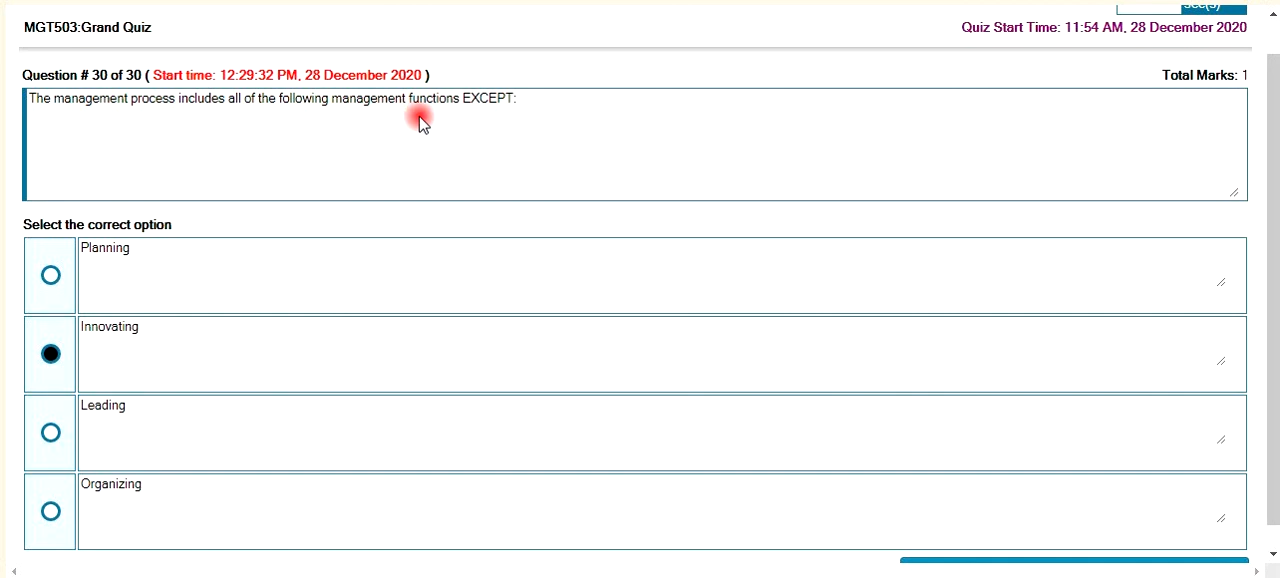 sec(s)
MGT503:Grand Quiz
Quiz Start Time: 11:54 AM, 28 December 2020
Question # 30 of 30 ( Start time: 12:29:32 PM, 28 December 2020 )
Total Marks: 1
The management process includes all of the following management functions EXCEPT:
Select the correct option
Planning
Innovating
Leading
Organizing